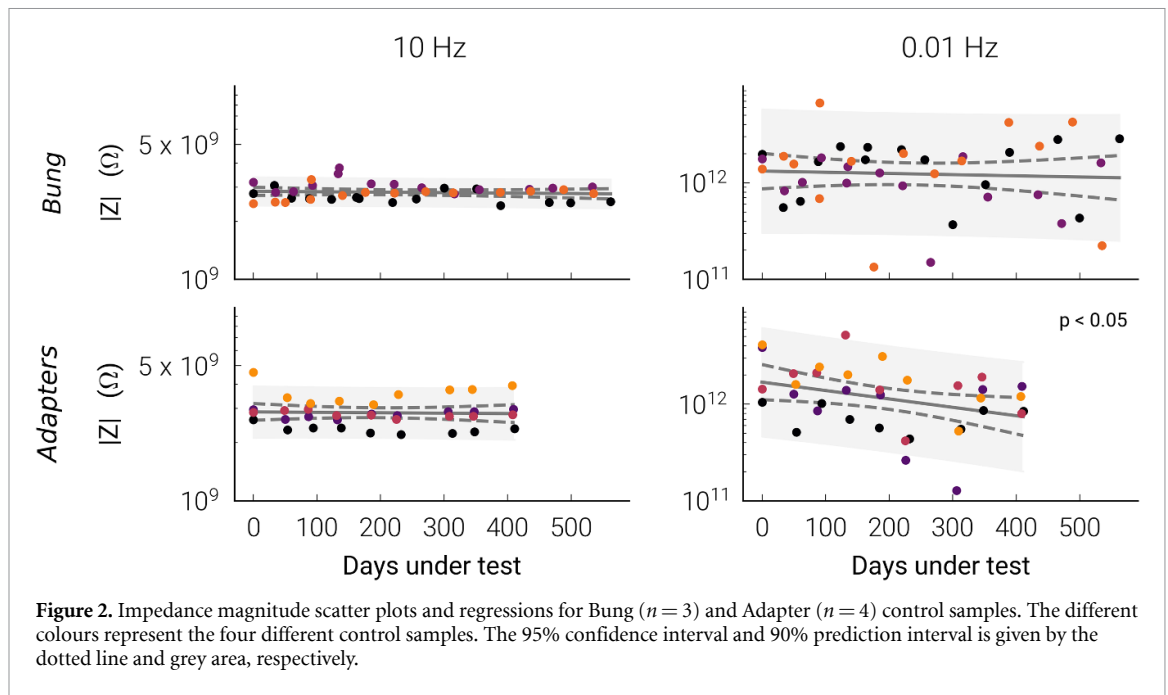 10 Hz
0.01 Hz
Bung
|Z| (Ω)
5 x 10⁹
10⁹
10¹²
10¹¹
Adapters
|Z| (Ω)
5 x 10⁹
10⁹
p < 0.05
10¹²
10¹¹
0 100 200 300 400 500
0 100 200 300 400 500
Days under test
Days under test
Figure 2. Impedance magnitude scatter plots and regressions for Bung (n = 3) and Adapter (n = 4) control samples. The different
colours represent the four different control samples. The 95% confidence interval and 90% prediction interval is given by the
dotted line and grey area, respectively.